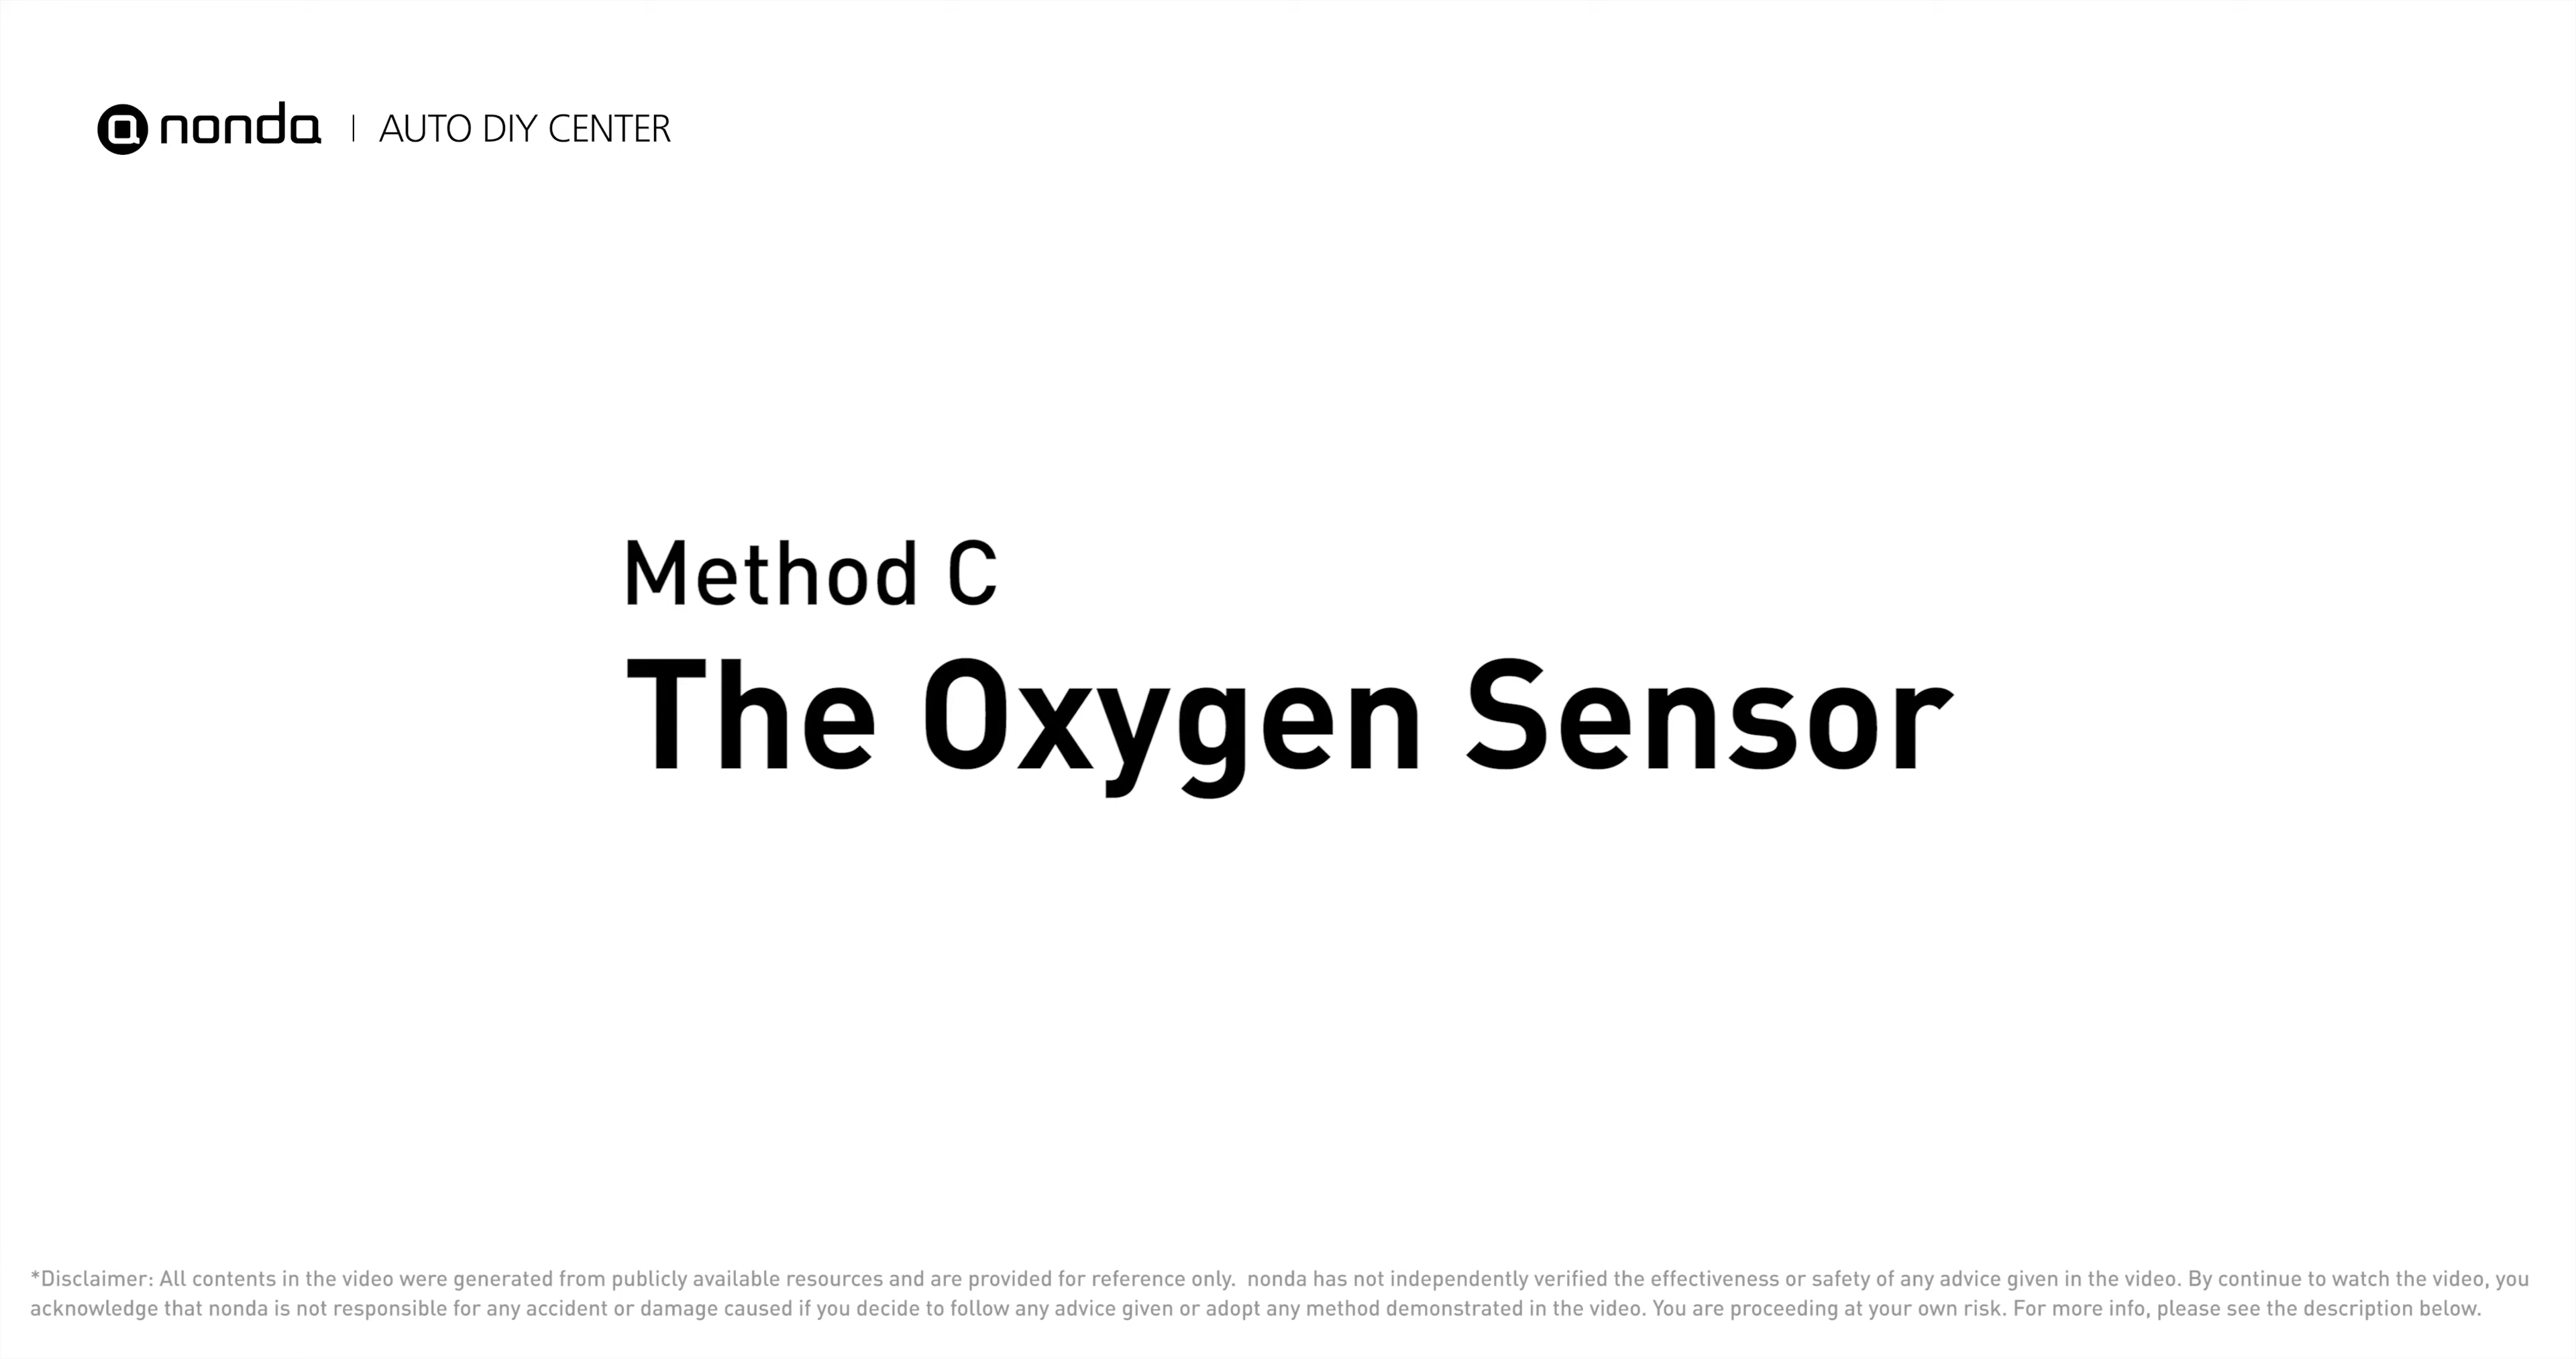 nonda | AUTO DIY CENTER
Method C
The Oxygen Sensor
*Disclaimer: All contents in the video were generated from publicly available resources and are provided for reference only.  nonda has not independently verified the effectiveness or safety of any advice given in the video. By continue to watch the video, you
acknowledge that nonda is not responsible for any accident or damage caused if you decide to follow any advice given or adopt any method demonstrated in the video. You are proceeding at your own risk. For more info, please see the description below.